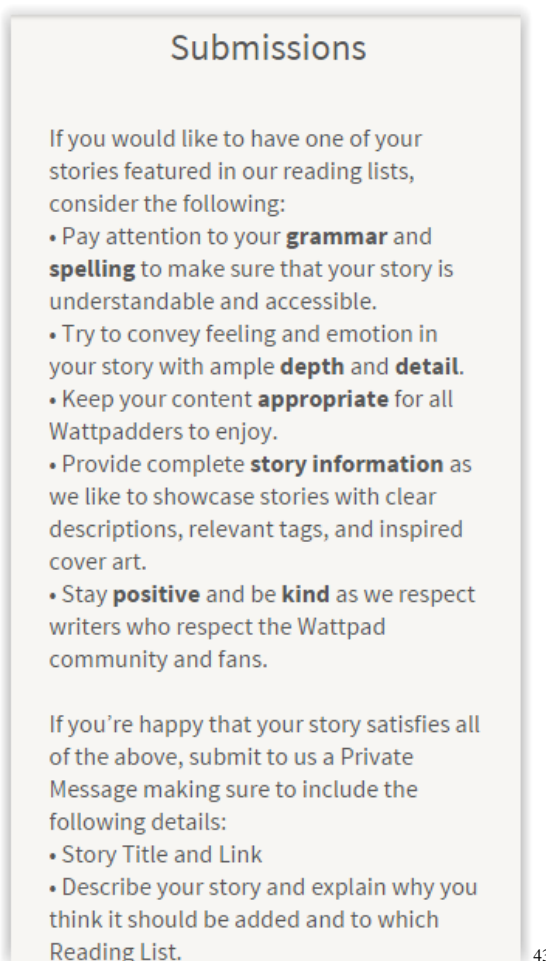 Submissions
If you would like to have one of your
stories featured in our reading lists,
consider the following:
• Pay attention to your grammar and
spelling to make sure that your story is
understandable and accessible.
• Try to convey feeling and emotion in
your story with ample depth and detail.
• Keep your content appropriate for all
Wattpadders to enjoy.
• Provide complete story information as
we like to showcase stories with clear
descriptions, relevant tags, and inspired
cover art.
• Stay positive and be kind as we respect
writers who respect the Wattpad
community and fans.
If you’re happy that your story satisfies all
of the above, submit to us a Private
Message making sure to include the
following details:
• Story Title and Link
• Describe your story and explain why you
think it should be added and to which
Reading List.
43